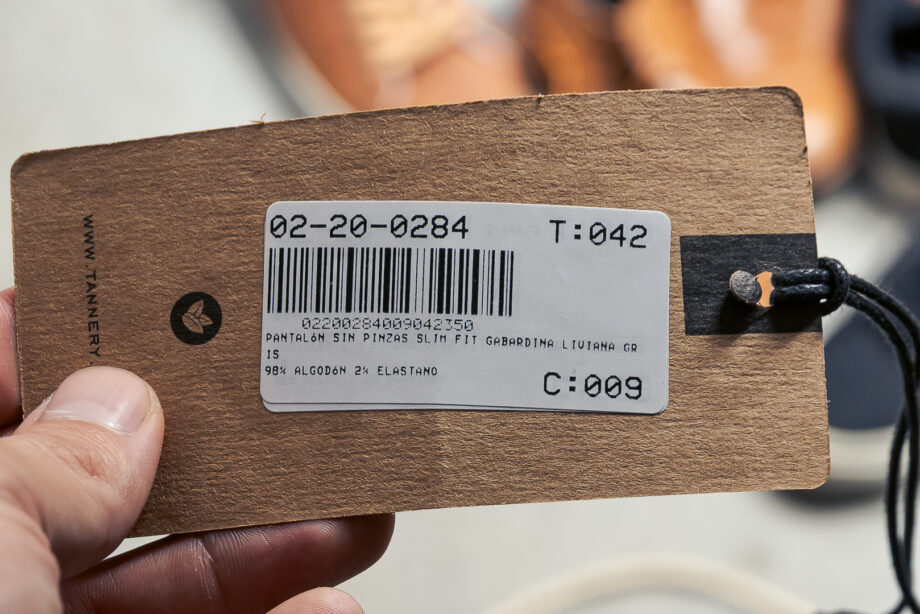 02-20-0284 T:042
02200284009042350
PANTALóN SIN PINZAS SLIM FIT GABARDINA LIVIANA GR
IS
98% ALGODóN 2% ELASTANO
C:009
WWW.TANNERY